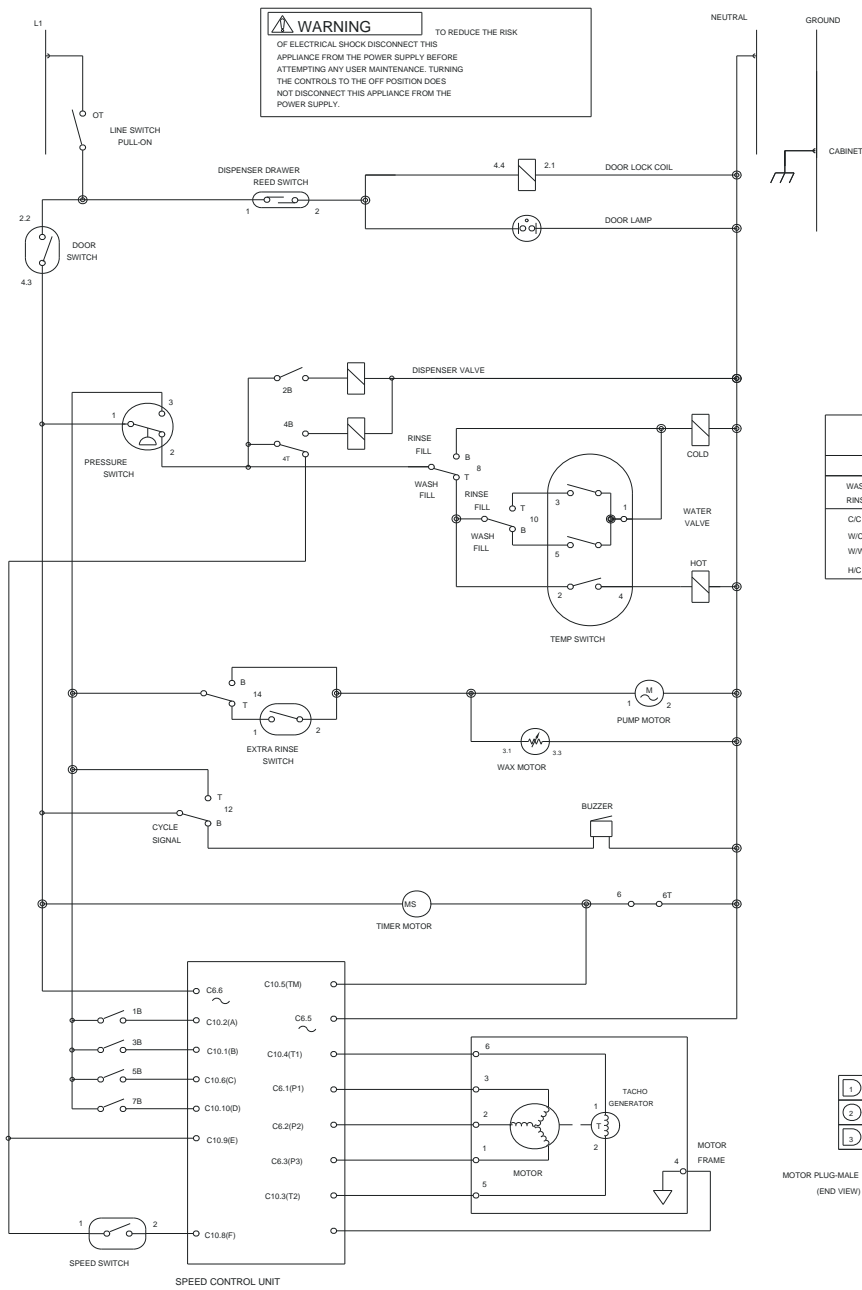 L1
WARNING TO REDUCE THE RISK
OF ELECTRICAL SHOCK DISCONNECT THIS
APPLIANCE FROM THE POWER SUPPLY BEFORE
ATTEMPTING ANY USER MAINTENANCE. TURNING
THE CONTROLS TO THE OFF POSITION DOES
NOT DISCONNECT THIS APPLIANCE FROM THE
POWER SUPPLY.
NEUTRAL
GROUND
OT
LINE SWITCH
PULL-ON
CABINET
DISPENSER DRAWER
REED SWITCH
1 2
4.4 2.1 DOOR LOCK COIL
DOOR LAMP
2.2
DOOR
SWITCH
4.3
DISPENSER VALVE
2B
4B
4T
3
1
2
PRESSURE
SWITCH
RINSE
FILL
B
8
T
WASH
FILL
RINSE
FILL
T
10
B
WASH
FILL
3
1
5
2 4
TEMP SWITCH
COLD
WATER
VALVE
HOT
WAS
RINS
C/C
W/C
W/W
H/C
B
14
T
1 2
EXTRA RINSE
SWITCH
M
1 2
PUMP MOTOR
3.1 3.3
WAX MOTOR
T
12
B
CYCLE
SIGNAL
BUZZER
MS
TIMER MOTOR
6 6T
C6.6
C10.5(TM)
1B
C10.2(A)
C6.5
3B
C10.1(B)
C10.4(T1)
5B
C10.6(C)
C6.1(P1)
7B
C10.10(D)
C6.2(P2)
C10.9(E)
C6.3(P3)
C10.3(T2)
1 2
C10.8(F)
SPEED SWITCH
SPEED CONTROL UNIT
6
3
2
1
5
MOTOR
TACHO
GENERATOR
1
T
2
4
MOTOR
FRAME
1
2
3
MOTOR PLUG-MALE
(END VIEW)